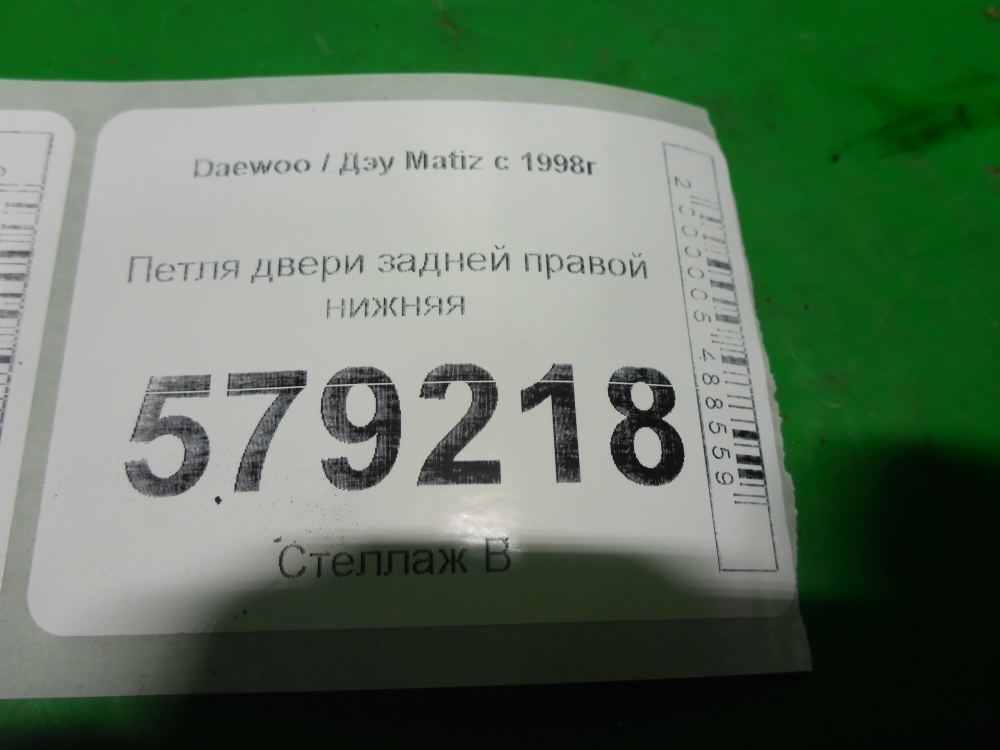 Daewoo / Дэу Matiz с 1998г
Петля двери задней правой
нижняя
579218
Стеллаж В
2000005488559